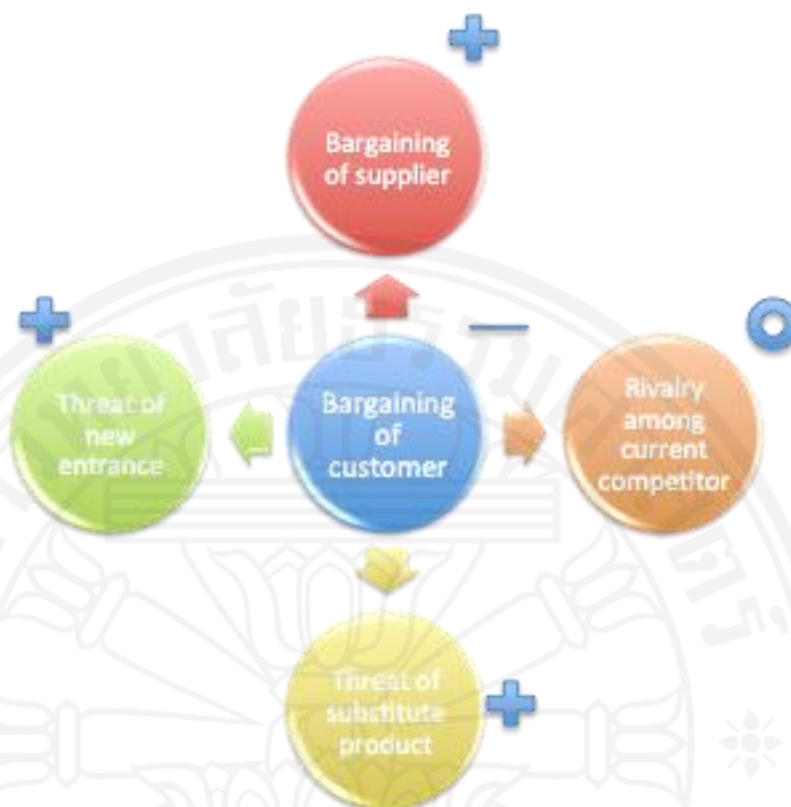 Bargaining
of supplier
Threat of
new
entrance
Bargaining
of
customer
Rivalry
among
current
competitor
Threat of
substitute
product